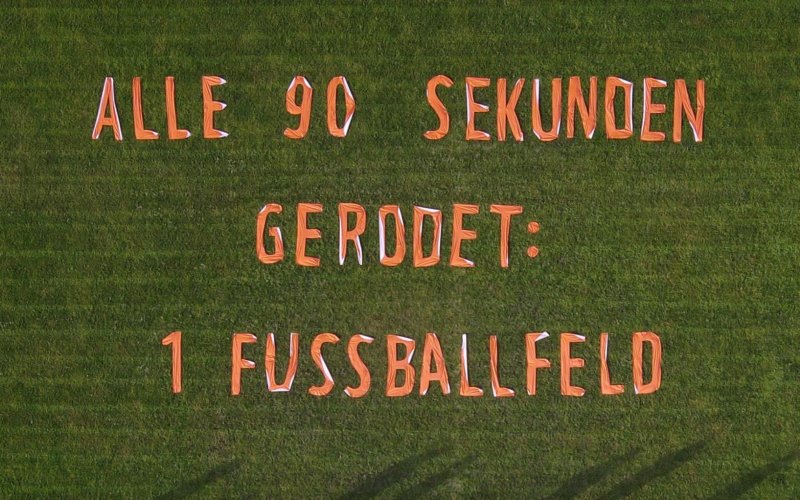 ALLE 90 SEKUNDEN
GERODET:
1 FUSSBALLFELD